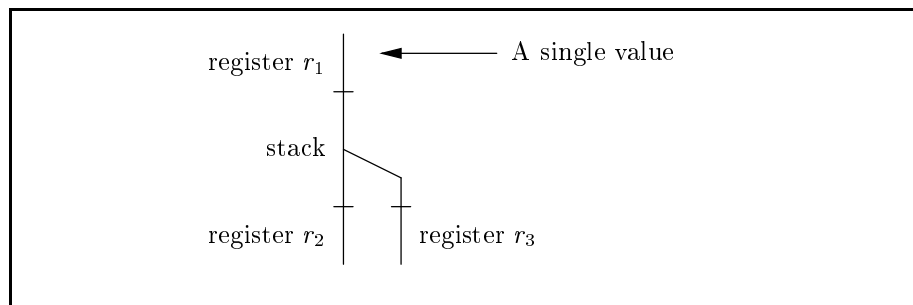 register r1
A single value
stack
register r2
register r3